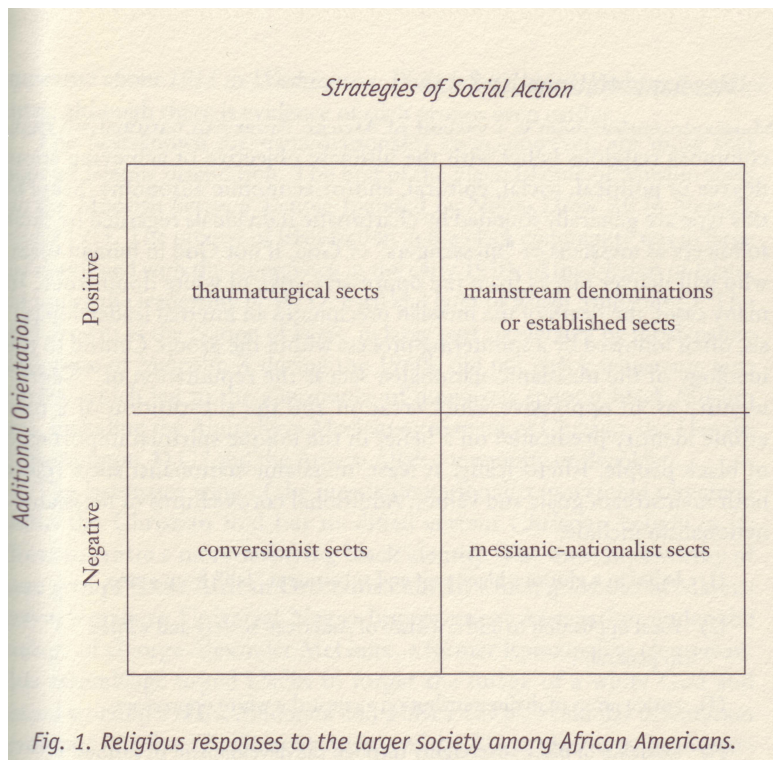 Strategies of Social Action
Additional Orientation
Positive
thaumaturgical sects
mainstream denominations
or established sects
Negative
conversionist sects
messianic-nationalist sects
Fig. 1. Religious responses to the larger society among African Americans.